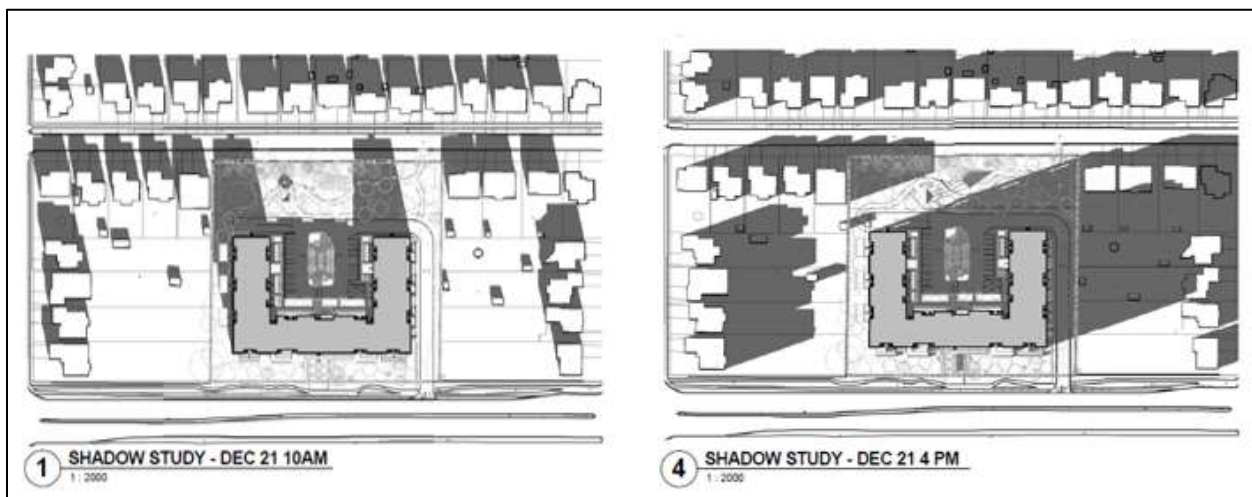 1 SHADOW STUDY - DEC 21 10AM
1 : 2000
4 SHADOW STUDY - DEC 21 4 PM
1 : 2000